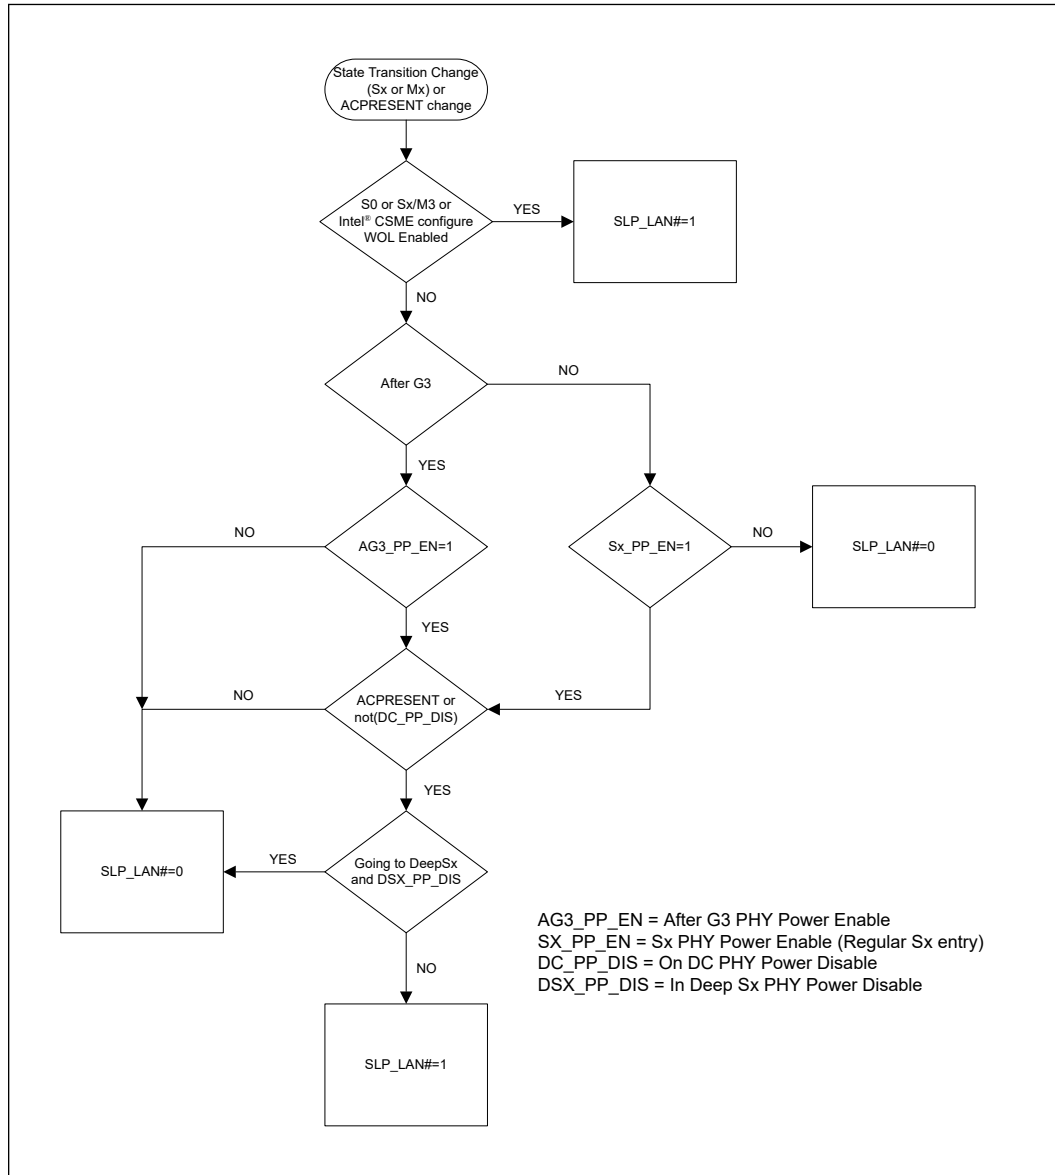 State Transition Change
(Sx or Mx) or
ACPRESENT change
S0 or Sx/M3 or
Intel® CSME configure
WOL Enabled
YES
SLP_LAN#=1
NO
After G3
NO
YES
NO
AG3_PP_EN=1
Sx_PP_EN=1
NO
SLP_LAN#=0
YES
NO
ACPRESENT or
not(DC_PP_DIS)
YES
YES
SLP_LAN#=0
YES
Going to DeepSx
and DSX_PP_DIS
AG3_PP_EN = After G3 PHY Power Enable
SX_PP_EN = Sx PHY Power Enable (Regular Sx entry)
DC_PP_DIS = On DC PHY Power Disable
DSX_PP_DIS = In Deep Sx PHY Power Disable
NO
SLP_LAN#=1